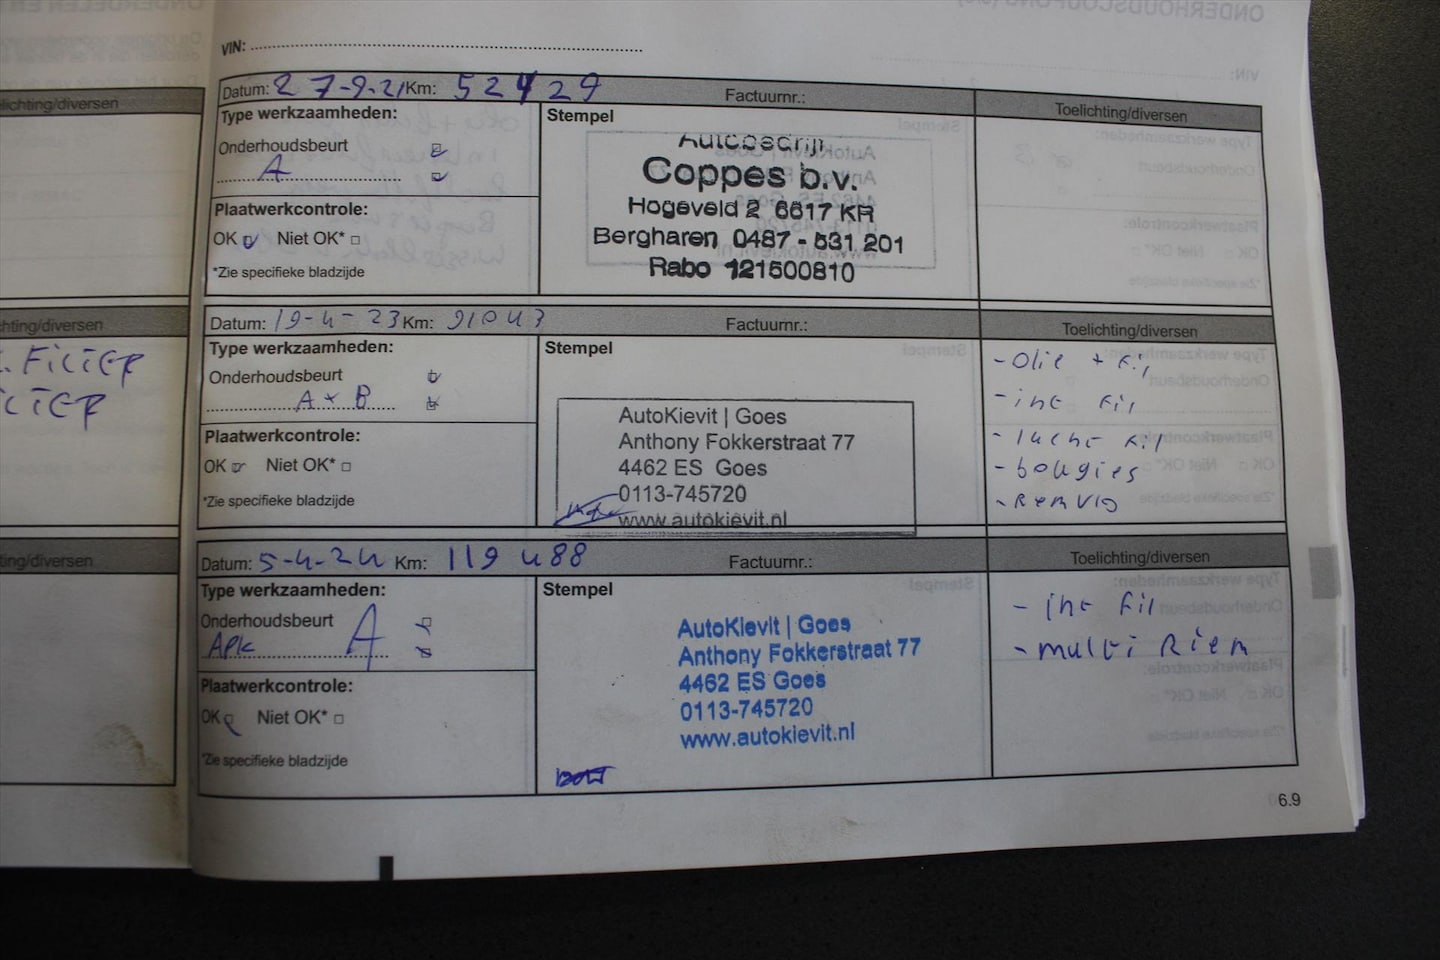 VIN:
Datum: 27-9-21 Km: 52429 Factuurnr.: Toelichting/diversen
Type werkzaamheden:
Onderhoudsbeurt
A
Plaatwerkcontrole:
OK Niet OK*
*Zie specifieke bladzijde
Stempel
Autobedrijf
Coppes b.v.
Hogeveld 2 6617 KR
Bergharen 0487 - 531 201
Rabo 121500810
Datum: 19-4-23 Km: 91043 Factuurnr.: Toelichting/diversen
Type werkzaamheden:
Onderhoudsbeurt
A + B
Plaatwerkcontrole:
OK Niet OK*
*Zie specifieke bladzijde
Stempel
AutoKievit | Goes
Anthony Fokkerstraat 77
4462 ES Goes
0113-745720
www.autokievit.nl
- Olie + Fil
- int Fil
- lucht Fil
- bougies
- Remvlo
Datum: 5-4-24 Km: 119488 Factuurnr.: Toelichting/diversen
Type werkzaamheden:
Onderhoudsbeurt
APK A
Plaatwerkcontrole:
OK Niet OK*
*Zie specifieke bladzijde
Stempel
AutoKievit | Goes
Anthony Fokkerstraat 77
4462 ES Goes
0113-745720
www.autokievit.nl
- int Fil
- multi Riem
6.9